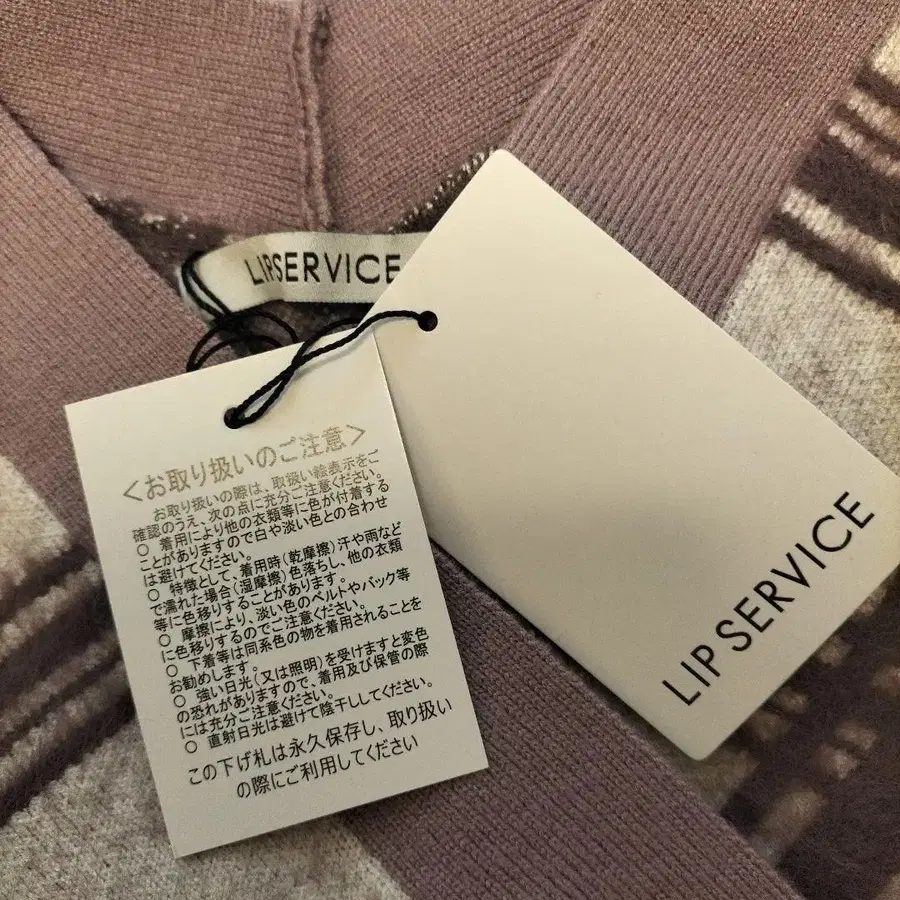 LIPSERVICE
LIP SERVICE
<お取り扱いのご注意>
お取り扱いの際は、取扱い絵表示をご
確認のうえ、次の点に充分ご注意ください。
○ 着用により他の衣類等に色が付着する
ことがありますので白や淡い色との合わせ
は避けてください。
○ 特徴として、着用時(乾摩擦)汗や雨など
で濡れた場合(湿摩擦)色落ちし、他の衣類
等に色移りすることがあります。
○ 摩擦により、淡い色のベルトやバック等
に色移りするのでご注意ください。
○ 下着等は同系色の物を着用されることを
お勧めします。
○ 強い日光(又は照明)を受けますと変色
の恐れがありますので、着用及び保管の際
には充分ご注意ください。
○ 直射日光は避けて陰干ししてください。
この下げ札は永久保存し、取り扱い
の際にご利用してください